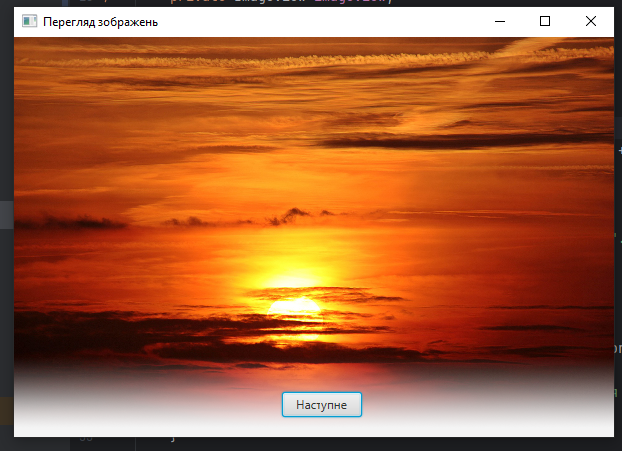 Перегляд зображень
Наступне